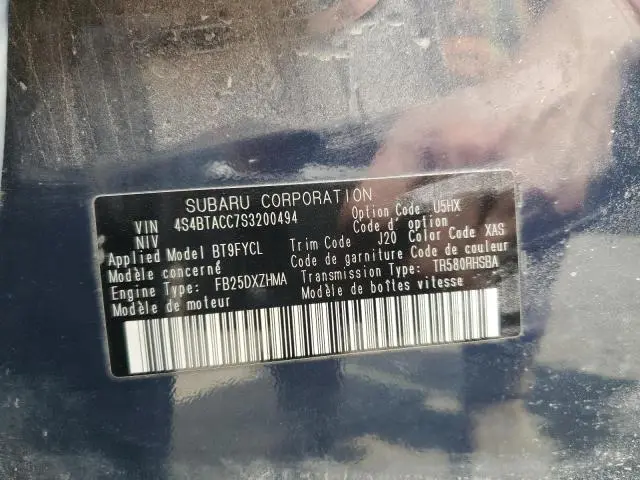 SUBARU CORPORATION
VIN 4S4BTACC7S3200494 Option Code U5HX
NIV Code d' option
Applied Model BT9FYCL Trim Code J20 Color Code XAS
Modèle concerné Code de garniture Code de couleur
Engine Type: FB25DXZHMA Transmission Type: TR580RHSBA
Modèle de moteur Modèle de boîtes vitesse